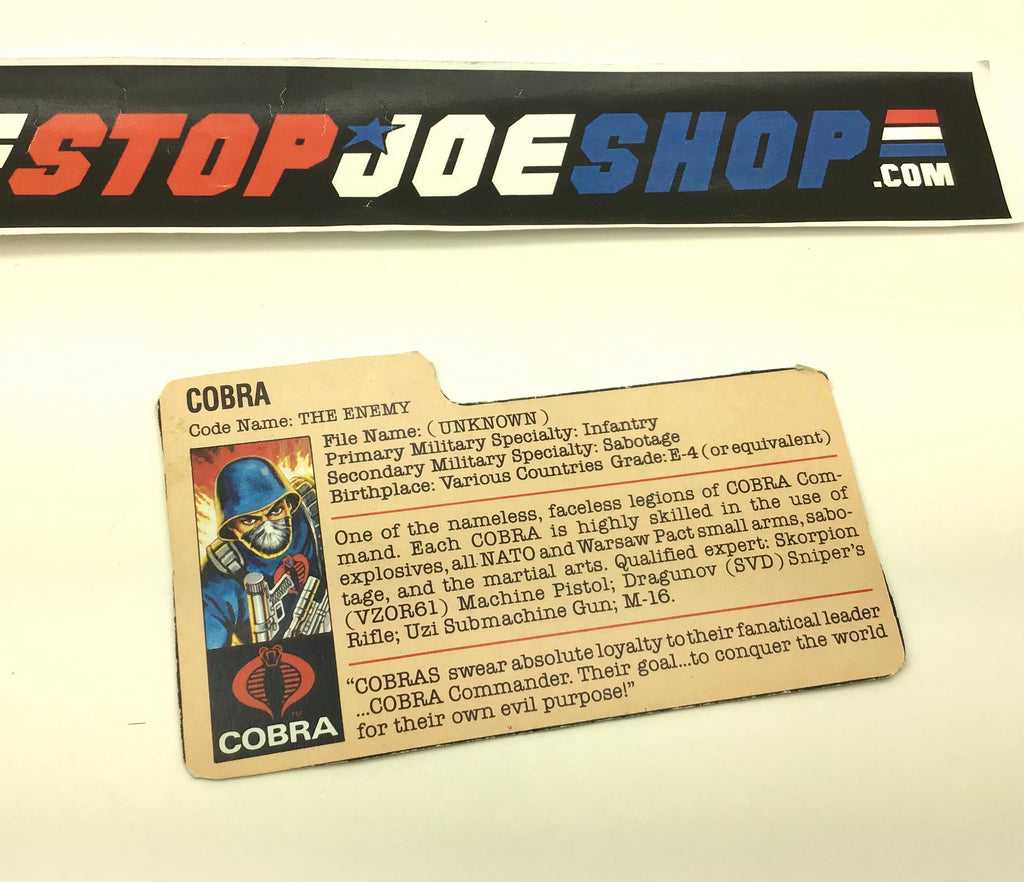 STOP JOE SHOP .COM
COBRA
Code Name: THE ENEMY
File Name: (UNKNOWN)
Primary Military Specialty: Infantry
Secondary Military Specialty: Sabotage
Birthplace: Various Countries Grade: E-4 (or equivalent)
One of the nameless, faceless legions of COBRA Com-
mand. Each COBRA is highly skilled in the use of
explosives, all NATO and Warsaw Pact small arms, sabo-
tage, and the martial arts. Qualified expert: Skorpion
(VZOR61) Machine Pistol; Dragunov (SVD) Sniper's
Rifle; Uzi Submachine Gun; M-16.
"COBRAS swear absolute loyalty to their fanatical leader
...COBRA Commander. Their goal...to conquer the world
for their own evil purpose!"
TM
COBRA